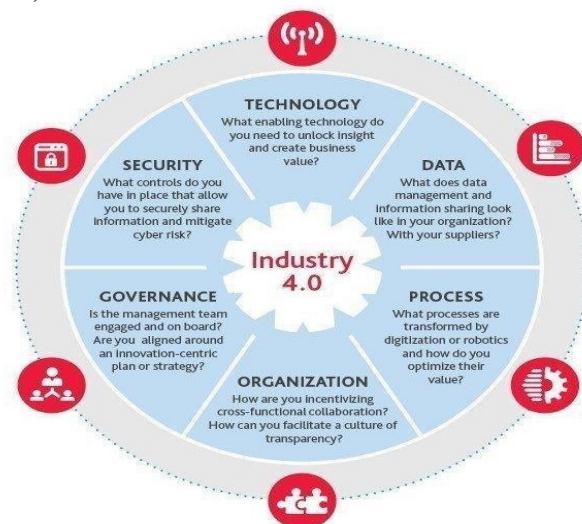 TECHNOLOGY
What enabling technology do
you need to unlock insight
and create business
value?
DATA
What does data
management and
information sharing look
like in your organization?
With your suppliers?
PROCESS
What processes are
transformed by
digitization or robotics
and how do you
optimize their
value?
ORGANIZATION
How are you incentivizing
cross-functional collaboration?
How can you facilitate a culture of
transparency?
GOVERNANCE
Is the management team
engaged and on board?
Are you aligned around
an innovation-centric
plan or strategy?
SECURITY
What controls do you
have in place that allow
you to securely share
information and mitigate
cyber risk?
Industry
4.0